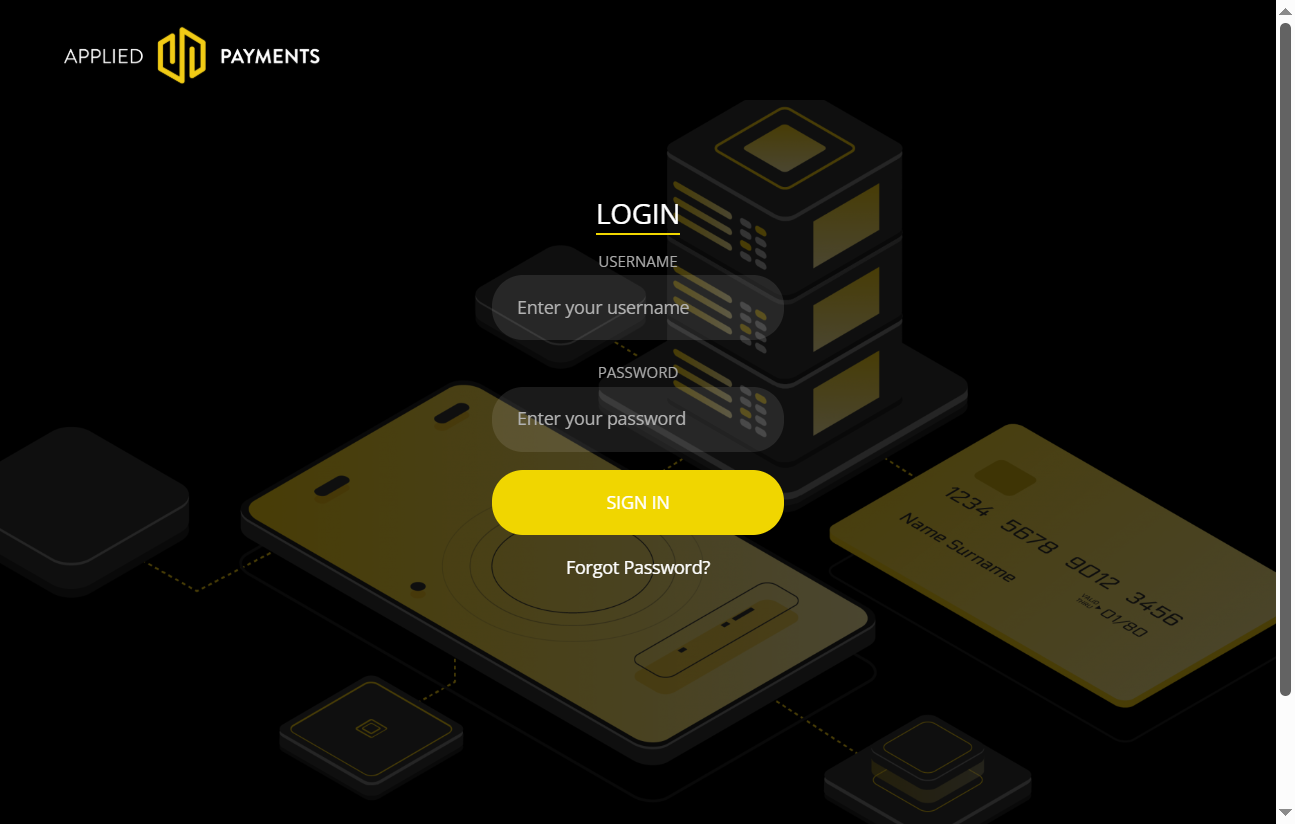 APPLIED PAYMENTS
LOGIN
USERNAME
Enter your username
PASSWORD
Enter your password
SIGN IN
Forgot Password?
1234 5678 9012 3456
Name Surname
VALID THRU
01/80